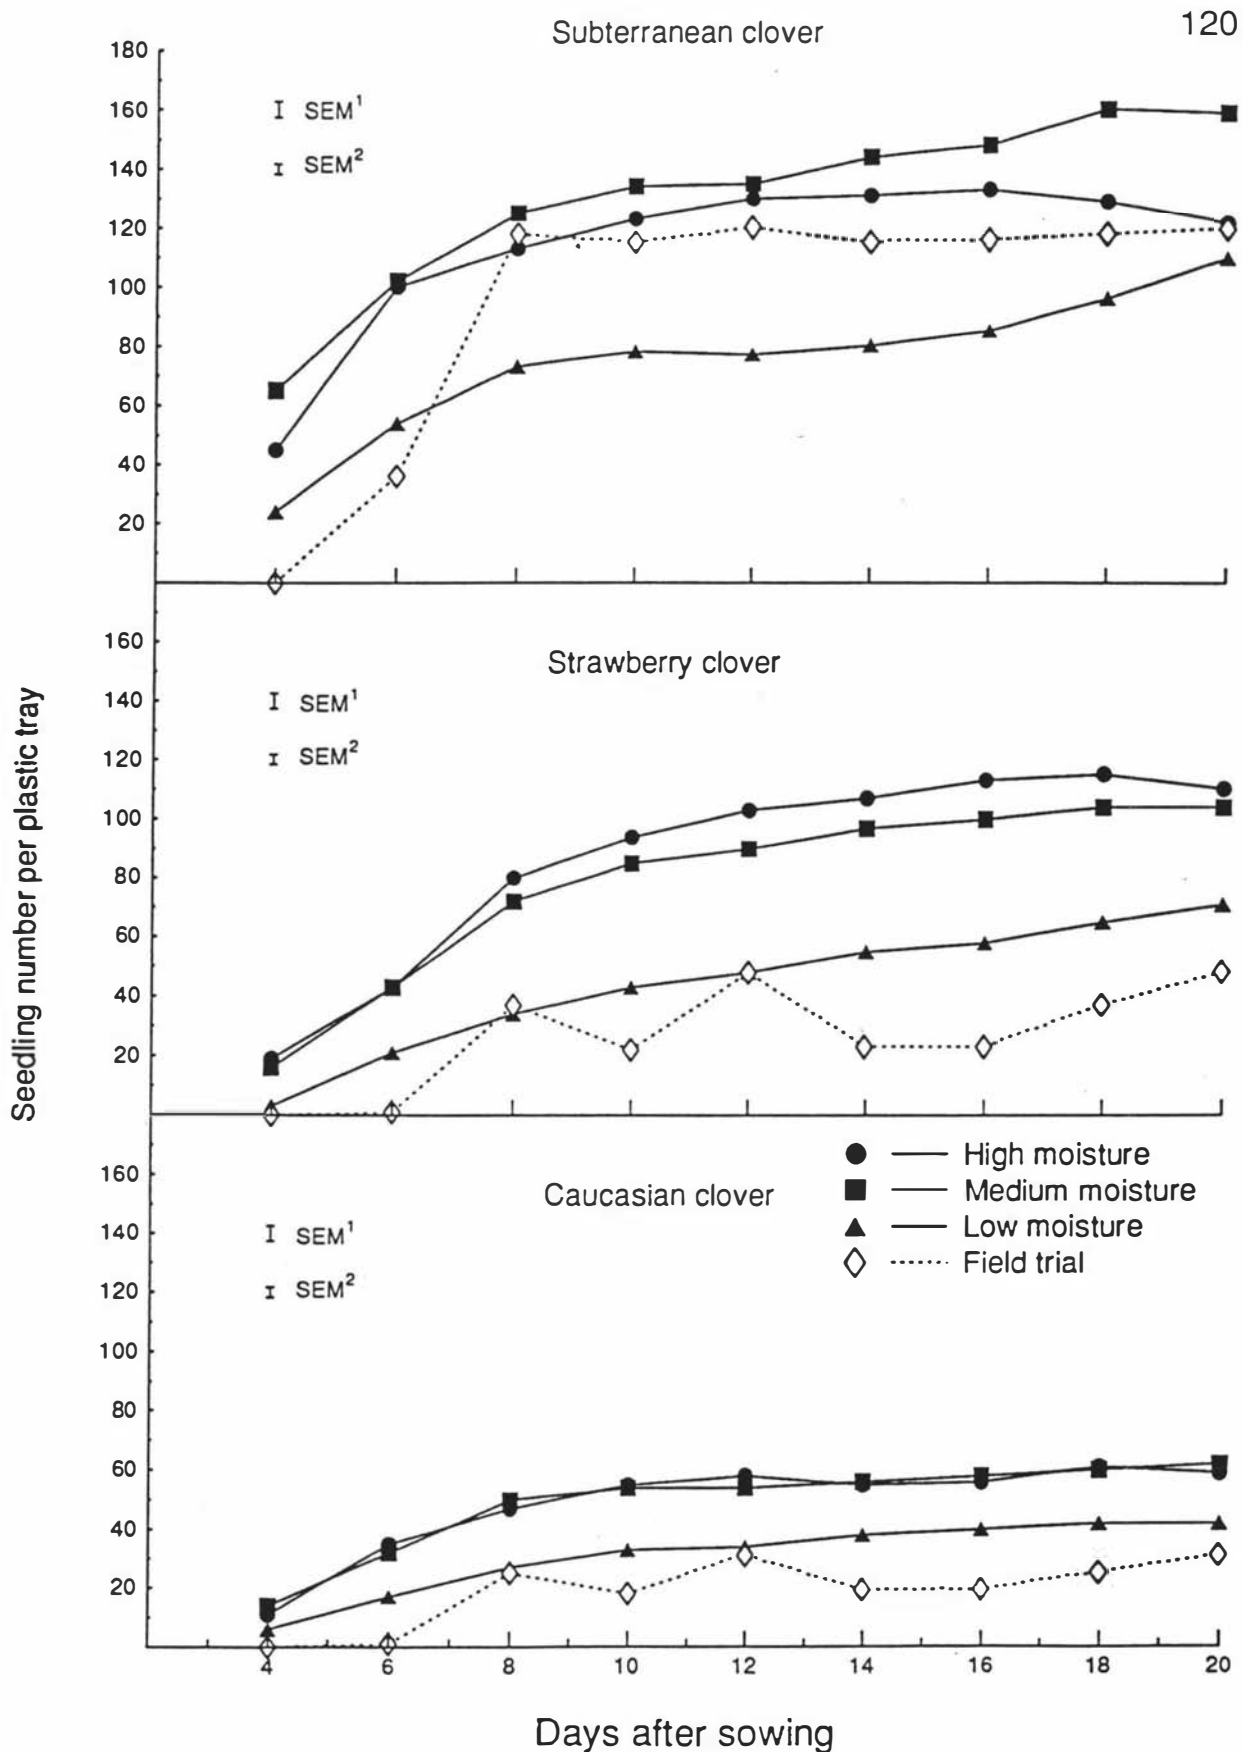 120
Subterranean clover
180
160
140
120
100
80
60
40
20
SEM¹
SEM²
Strawberry clover
160
140
120
100
80
60
40
20
SEM¹
SEM²
Caucasian clover
160
140
120
100
80
60
40
20
SEM¹
SEM²
High moisture
Medium moisture
Low moisture
Field trial
4 6 8 10 12 14 16 18 20
Days after sowing
Seedling number per plastic tray